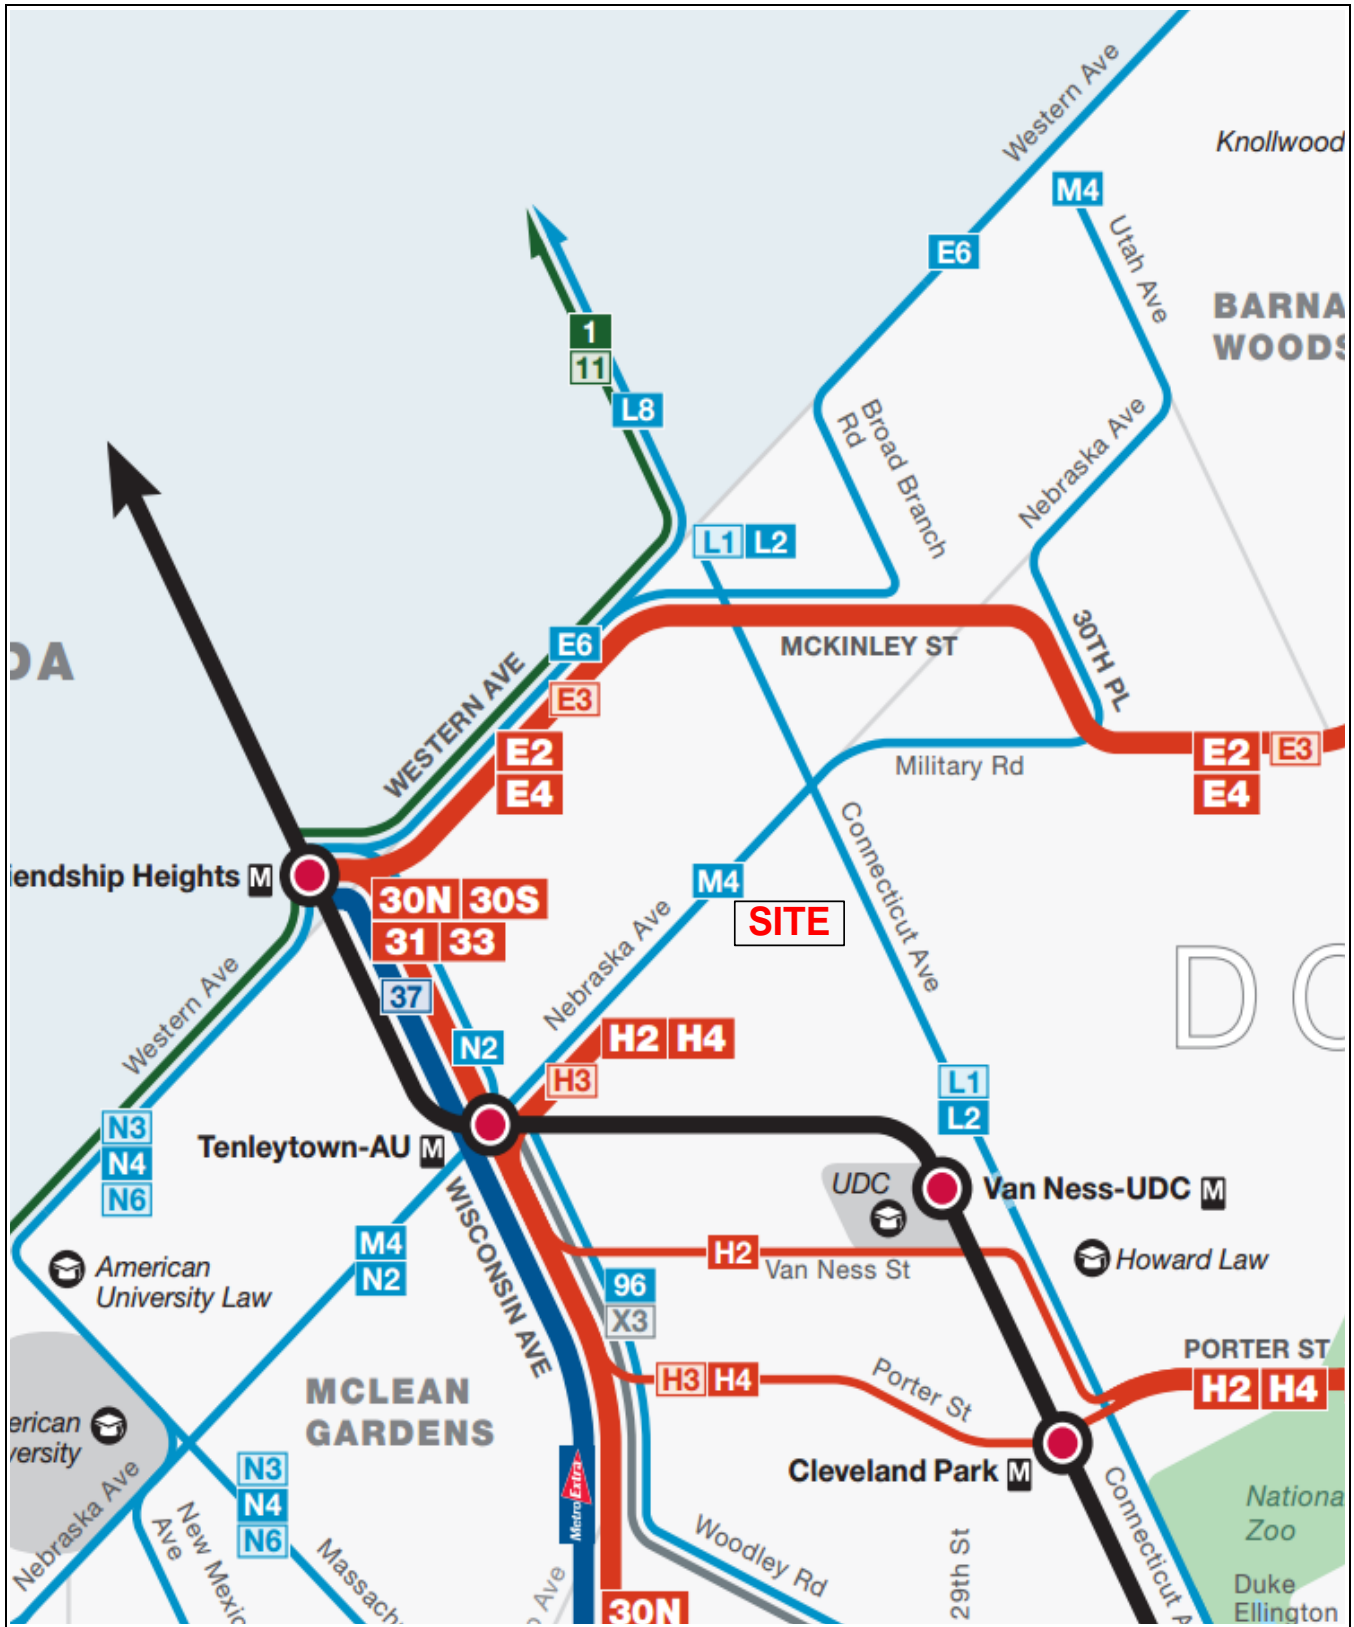 Western Ave
Knollwood
M4
Utah Ave
E6
BARNA
WOODS
1
11
L8
Broad Branch
Rd
Nebraska Ave
L1 L2
30TH PL
E6
MCKINLEY ST
DA
E3
WESTERN AVE
E2
E4
E2 E3
E4
Military Rd
Connecticut Ave
iendship Heights M
M4
30N 30S
31 33
SITE
Nebraska Ave
37
Western Ave
DC
N2
H2 H4
H3
L1
L2
N3
N4
N6
Tenleytown-AU M
UDC
Van Ness-UDC M
WISCONSIN AVE
M4
N2
American
University Law
H2
Van Ness St
Howard Law
96
X3
PORTER ST
H2 H4
H3 H4
Porter St
MCLEAN
GARDENS
erican
versity
Cleveland Park M
N3
N4
N6
Nebraska Ave
New Mexic
Ave
Massach
MetroExtra
Woodley Rd
29th St
Connecticut A
Nationa
Zoo
Duke
Ellington
o Ave
30N